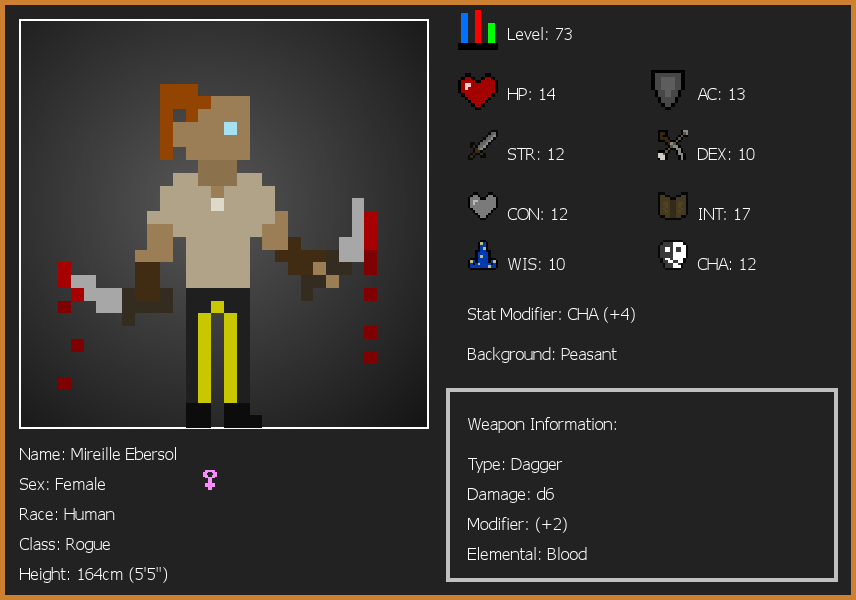 Level: 73
HP: 14
AC: 13
STR: 12
DEX: 10
CON: 12
INT: 17
WIS: 10
CHA: 12
Stat Modifier: CHA (+4)
Background: Peasant
Weapon Information:
Type: Dagger
Damage: d6
Modifier: (+2)
Elemental: Blood
Name: Mireille Ebersol
Sex: Female
Race: Human
Class: Rogue
Height: 164cm (5'5")